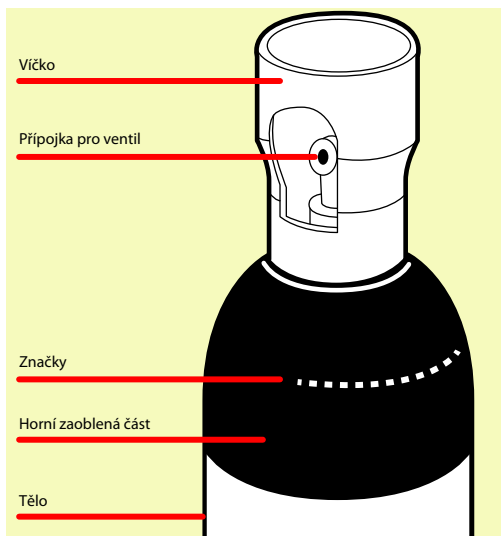 Víčko
Přípojka pro ventil
Značky
Horní zaoblená část
Tělo